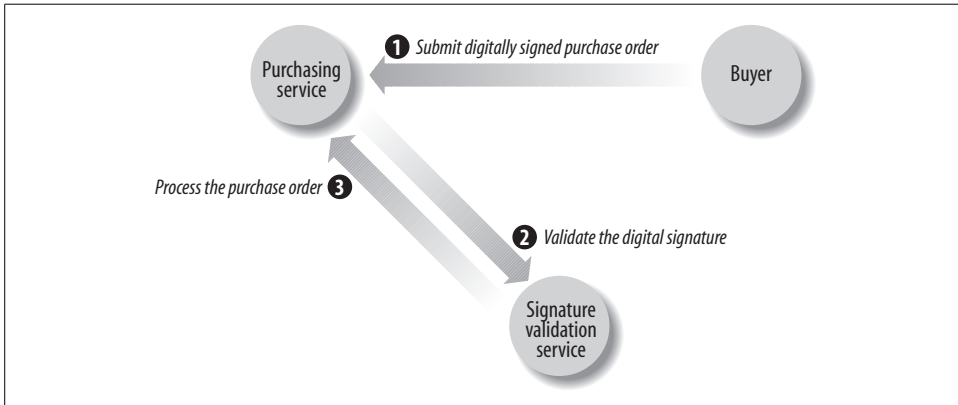 1 Submit digitally signed purchase order
Purchasing
service
Buyer
Process the purchase order 3
2 Validate the digital signature
Signature
validation
service